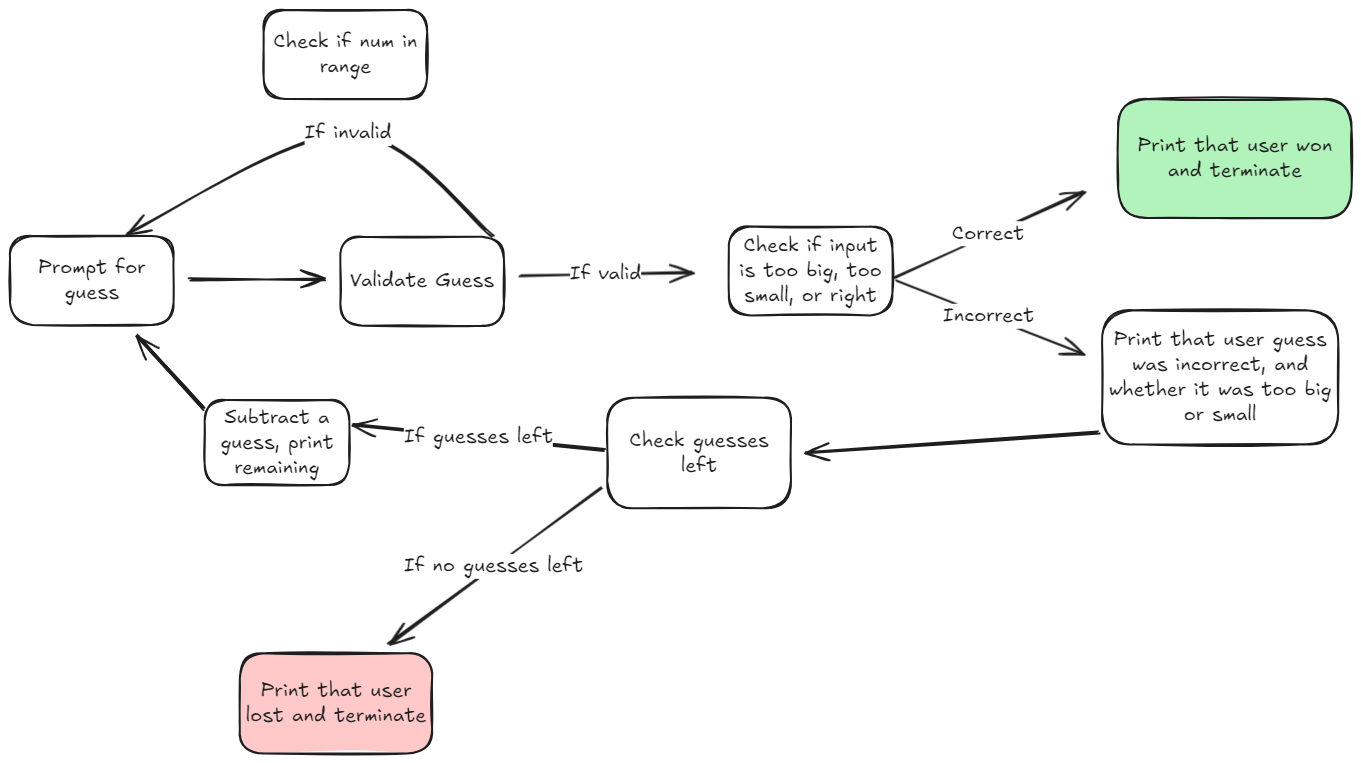 Check if num in
range
If invalid
Print that user won
and terminate
Prompt for
guess
Validate Guess
If valid
Check if input
is too big, too
small, or right
Correct
Incorrect
Print that user guess
was incorrect, and
whether it was too big
or small
Subtract a
guess, print
remaining
If guesses left
Check guesses
left
If no guesses left
Print that user
lost and terminate